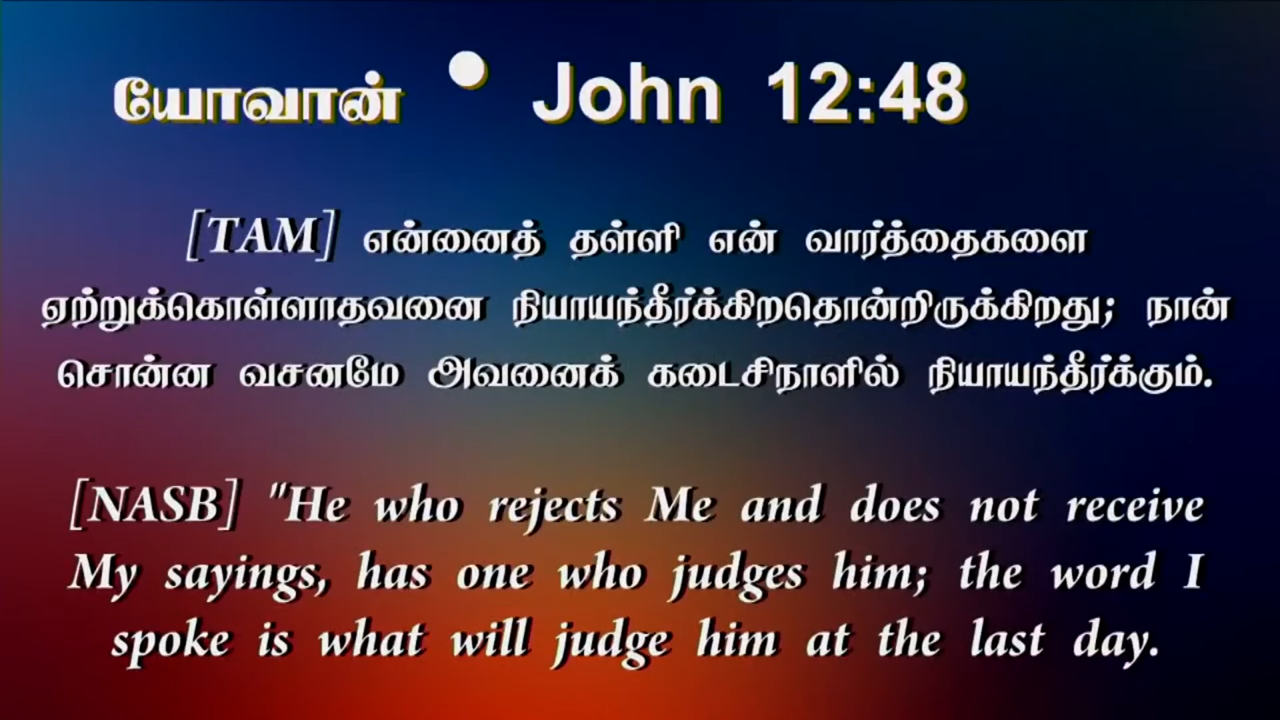 யோவான் • John 12:48
[TAM] என்னைத் தள்ளி என் வார்த்தைகளை
ஏற்றுக்கொள்ளாதவனை நியாயந்தீர்க்கிறதொன்றிருக்கிறது; நான்
சொன்ன வசனமே அவனைக் கடைசிநாளில் நியாயந்தீர்க்கும்.
[NASB] "He who rejects Me and does not receive
My sayings, has one who judges him; the word I
spoke is what will judge him at the last day.